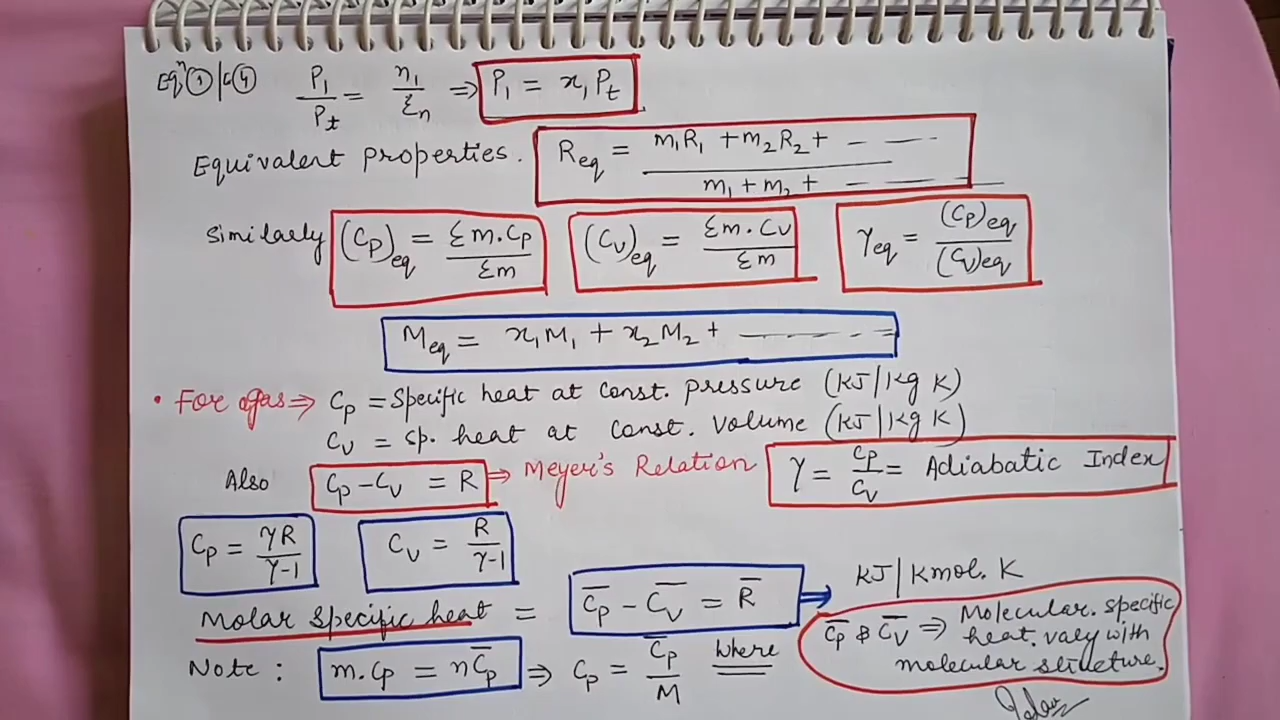 Eqⁿ ①/④ P₁/Pₜ = n₁/Σn ⇒ P₁ = x₁Pₜ
Equivalent properties. Req = (m₁R₁ + m₂R₂ + - - -)/(m₁ + m₂ + - - -)
Similarly (Cp)eq = Σm.Cp/Σm (Cv)eq = Σm.Cv/Σm γeq = (Cp)eq/(Cv)eq
Meq = x₁M₁ + x₂M₂ + - - - - -
• For a gas ⇒ Cp = Specific heat at const. pressure (KJ/Kg K)
Cv = sp. heat at const. volume (KJ/Kg K)
Also Cp - Cv = R → Meyer's Relation γ = Cp/Cv = Adiabatic Index
Cp = γR/γ-1 Cv = R/γ-1
Molar specific heat = C̅p - C̅v = R̅ ⇒ KJ/Kmol. K
Note : m.Cp = nC̅p ⇒ Cp = C̅p/M where
C̅p & C̅v ⇒ Molecular. specific
heat. vary with
molecular structure.